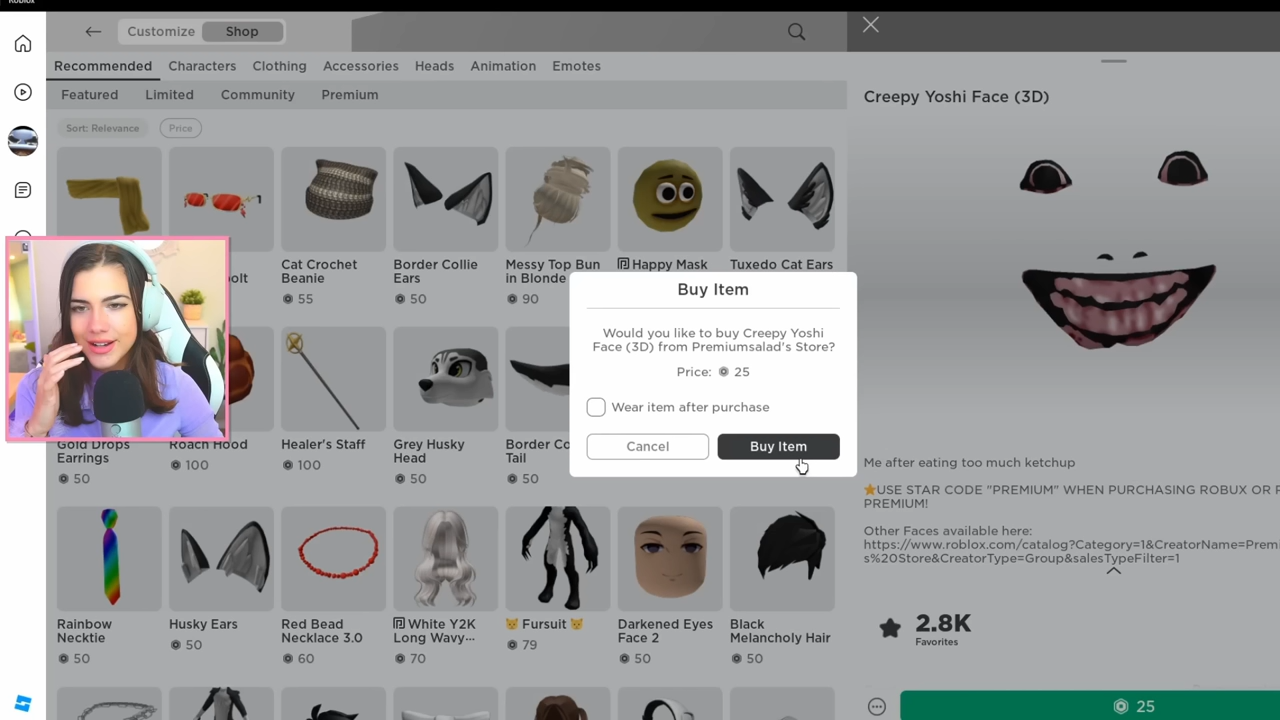 Roblox
Customize
Shop
Recommended
Characters
Clothing
Accessories
Heads
Animation
Emotes
Featured
Limited
Community
Premium
Sort: Relevance
Price
Cat Crochet
Beanie
55
Border Collie
Ears
50
Messy Top Bun
in Blonde
90
Happy Mask
Tuxedo Cat Ears
Gold Drops
Earrings
50
Roach Hood
100
Healer's Staff
100
Grey Husky
Head
50
Border Co
Tail
50
Rainbow
Necktie
50
Husky Ears
50
Red Bead
Necklace 3.0
60
White Y2K
Long Wavy...
70
Fursuit
79
Darkened Eyes
Face 2
50
Black
Melancholy Hair
50
Buy Item
Would you like to buy Creepy Yoshi
Face (3D) from Premiumsalad's Store?
Price: 25
Wear item after purchase
Cancel
Buy Item
Creepy Yoshi Face (3D)
Me after eating too much ketchup
⭐USE STAR CODE "PREMIUM" WHEN PURCHASING ROBUX OR
PREMIUM!
Other Faces available here:
https://www.roblox.com/catalog?Category=1&CreatorName=Premi
s%20Store&CreatorType=Group&salesTypeFilter=1
2.8K
Favorites
25